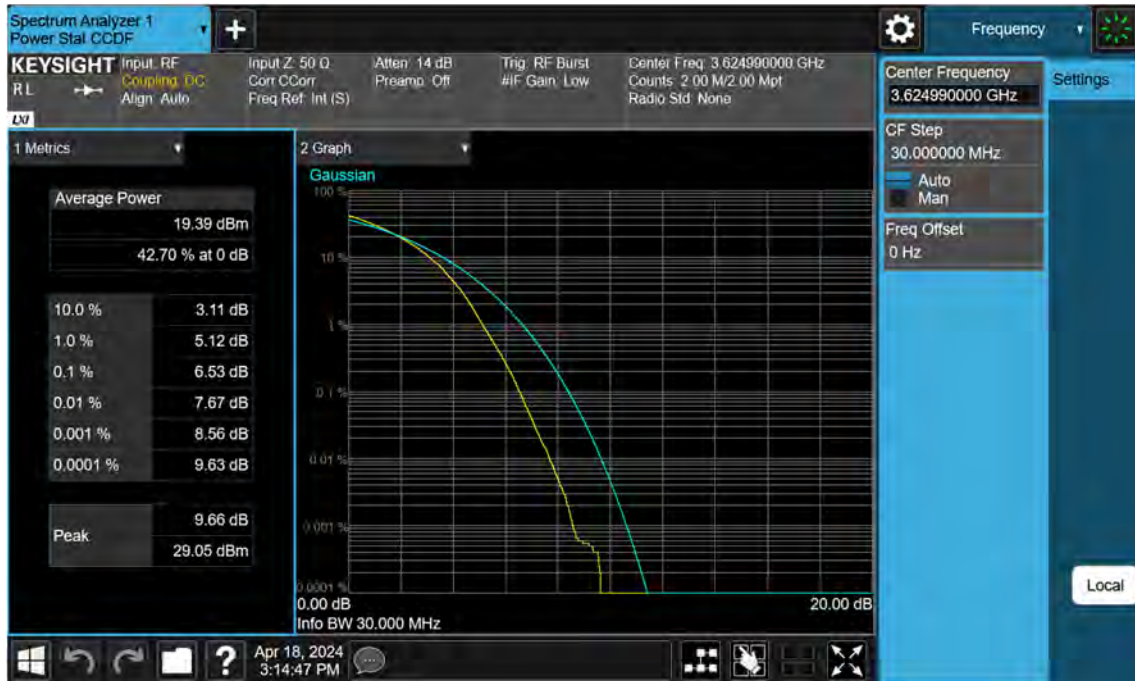 Spectrum Analyzer 1
Power Stat CCDF
Frequency
KEYSIGHT
RL
LXI
Input: RF
Coupling: DC
Align: Auto
Input Z: 50 Ω
Corr CCorr
Freq Ref: Int (S)
Atten: 14 dB
Preamp: Off
Trig: RF Burst
#IF Gain: Low
Center Freq: 3.624990000 GHz
Counts: 2.00 M/2.00 Mpt
Radio Std: None
Center Frequency
3.624990000 GHz
Settings
CF Step
30.000000 MHz
Auto
Man
Freq Offset
0 Hz
1 Metrics
Average Power
19.39 dBm
42.70 % at 0 dB
10.0 % 3.11 dB
1.0 % 5.12 dB
0.1 % 6.53 dB
0.01 % 7.67 dB
0.001 % 8.56 dB
0.0001 % 9.63 dB
Peak
9.66 dB
29.05 dBm
2 Graph
Gaussian
100 %
10 %
1 %
0.1 %
0.01 %
0.001 %
0.0001 %
0.00 dB 20.00 dB
Info BW 30.000 MHz
Local
?
Apr 18, 2024
3:14:47 PM